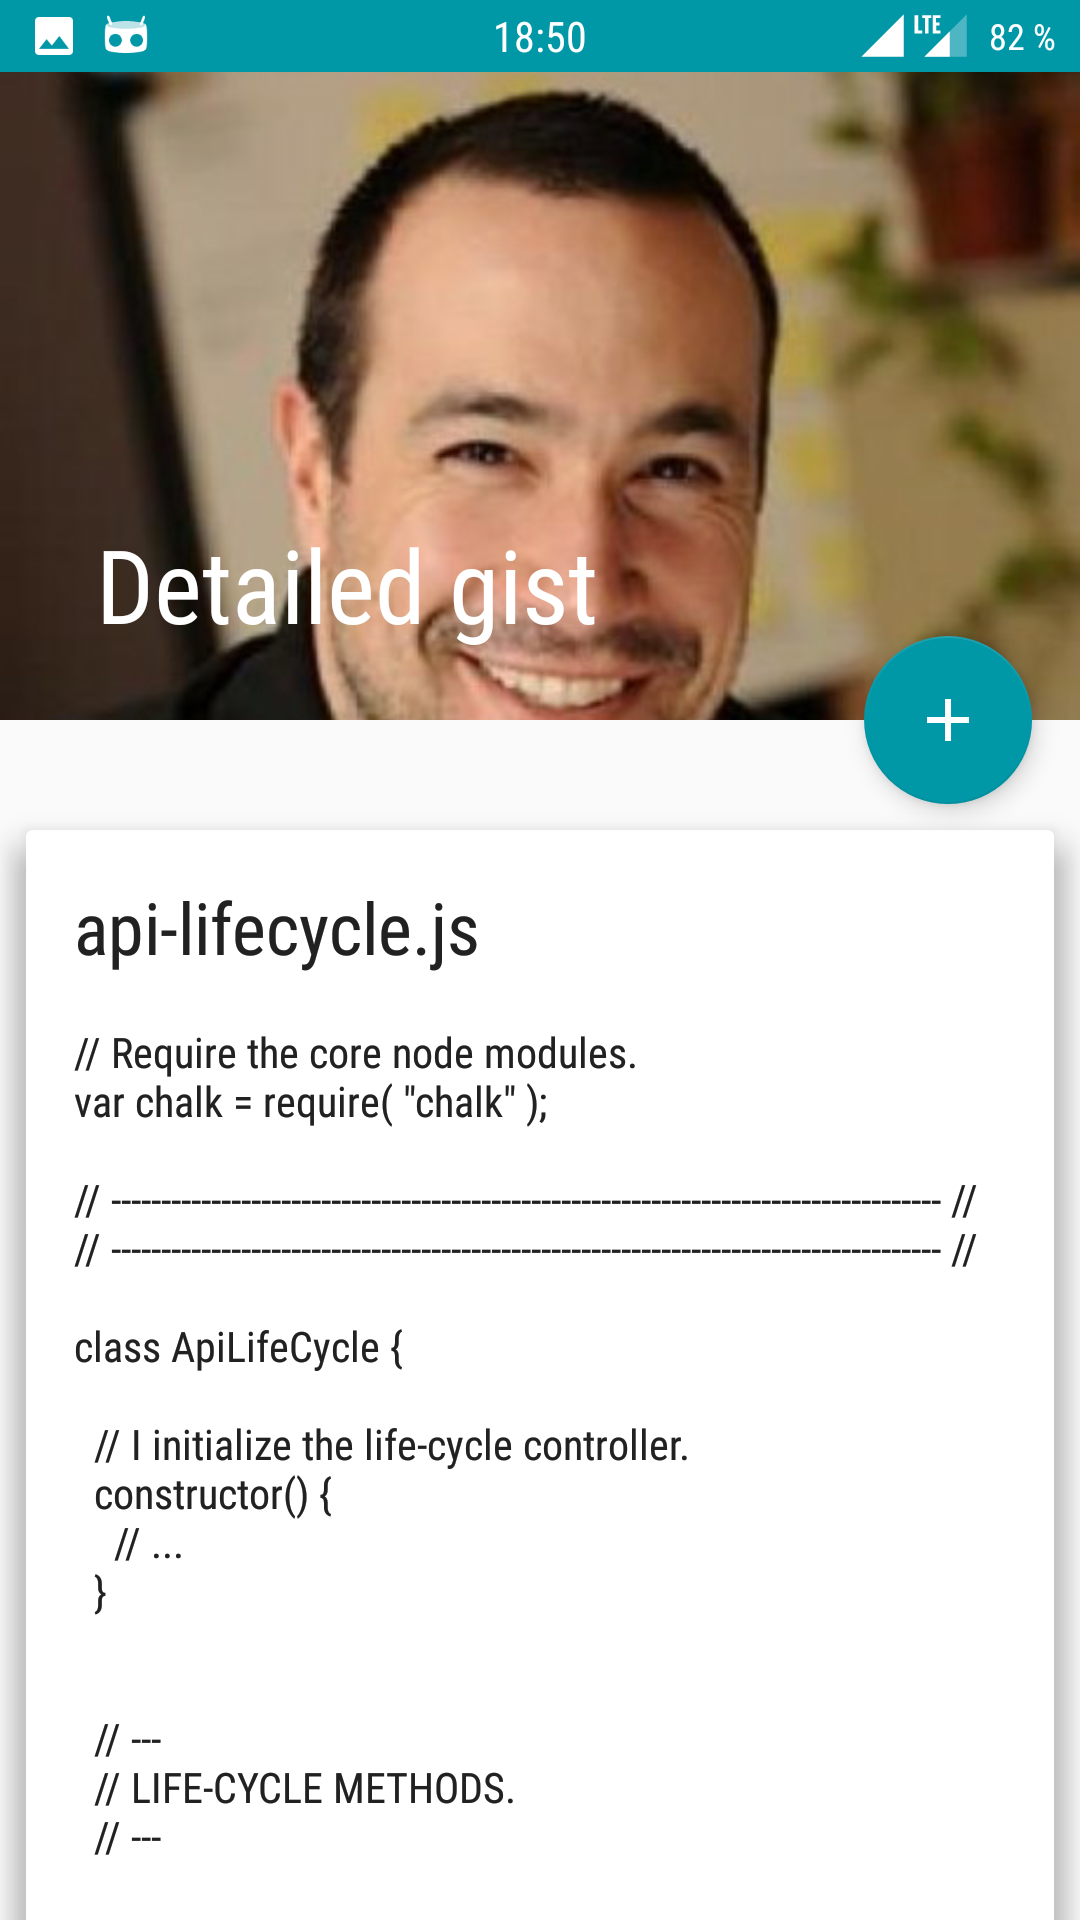 18:50
LTE
82 %
Detailed gist
+
api-lifecycle.js
// Require the core node modules.
var chalk = require( "chalk" );
// ----------------------------------------------------------------------------------- //
// ----------------------------------------------------------------------------------- //
class ApiLifeCycle {
// I initialize the life-cycle controller.
constructor() {
// ...
}
// ---
// LIFE-CYCLE METHODS.
// ---